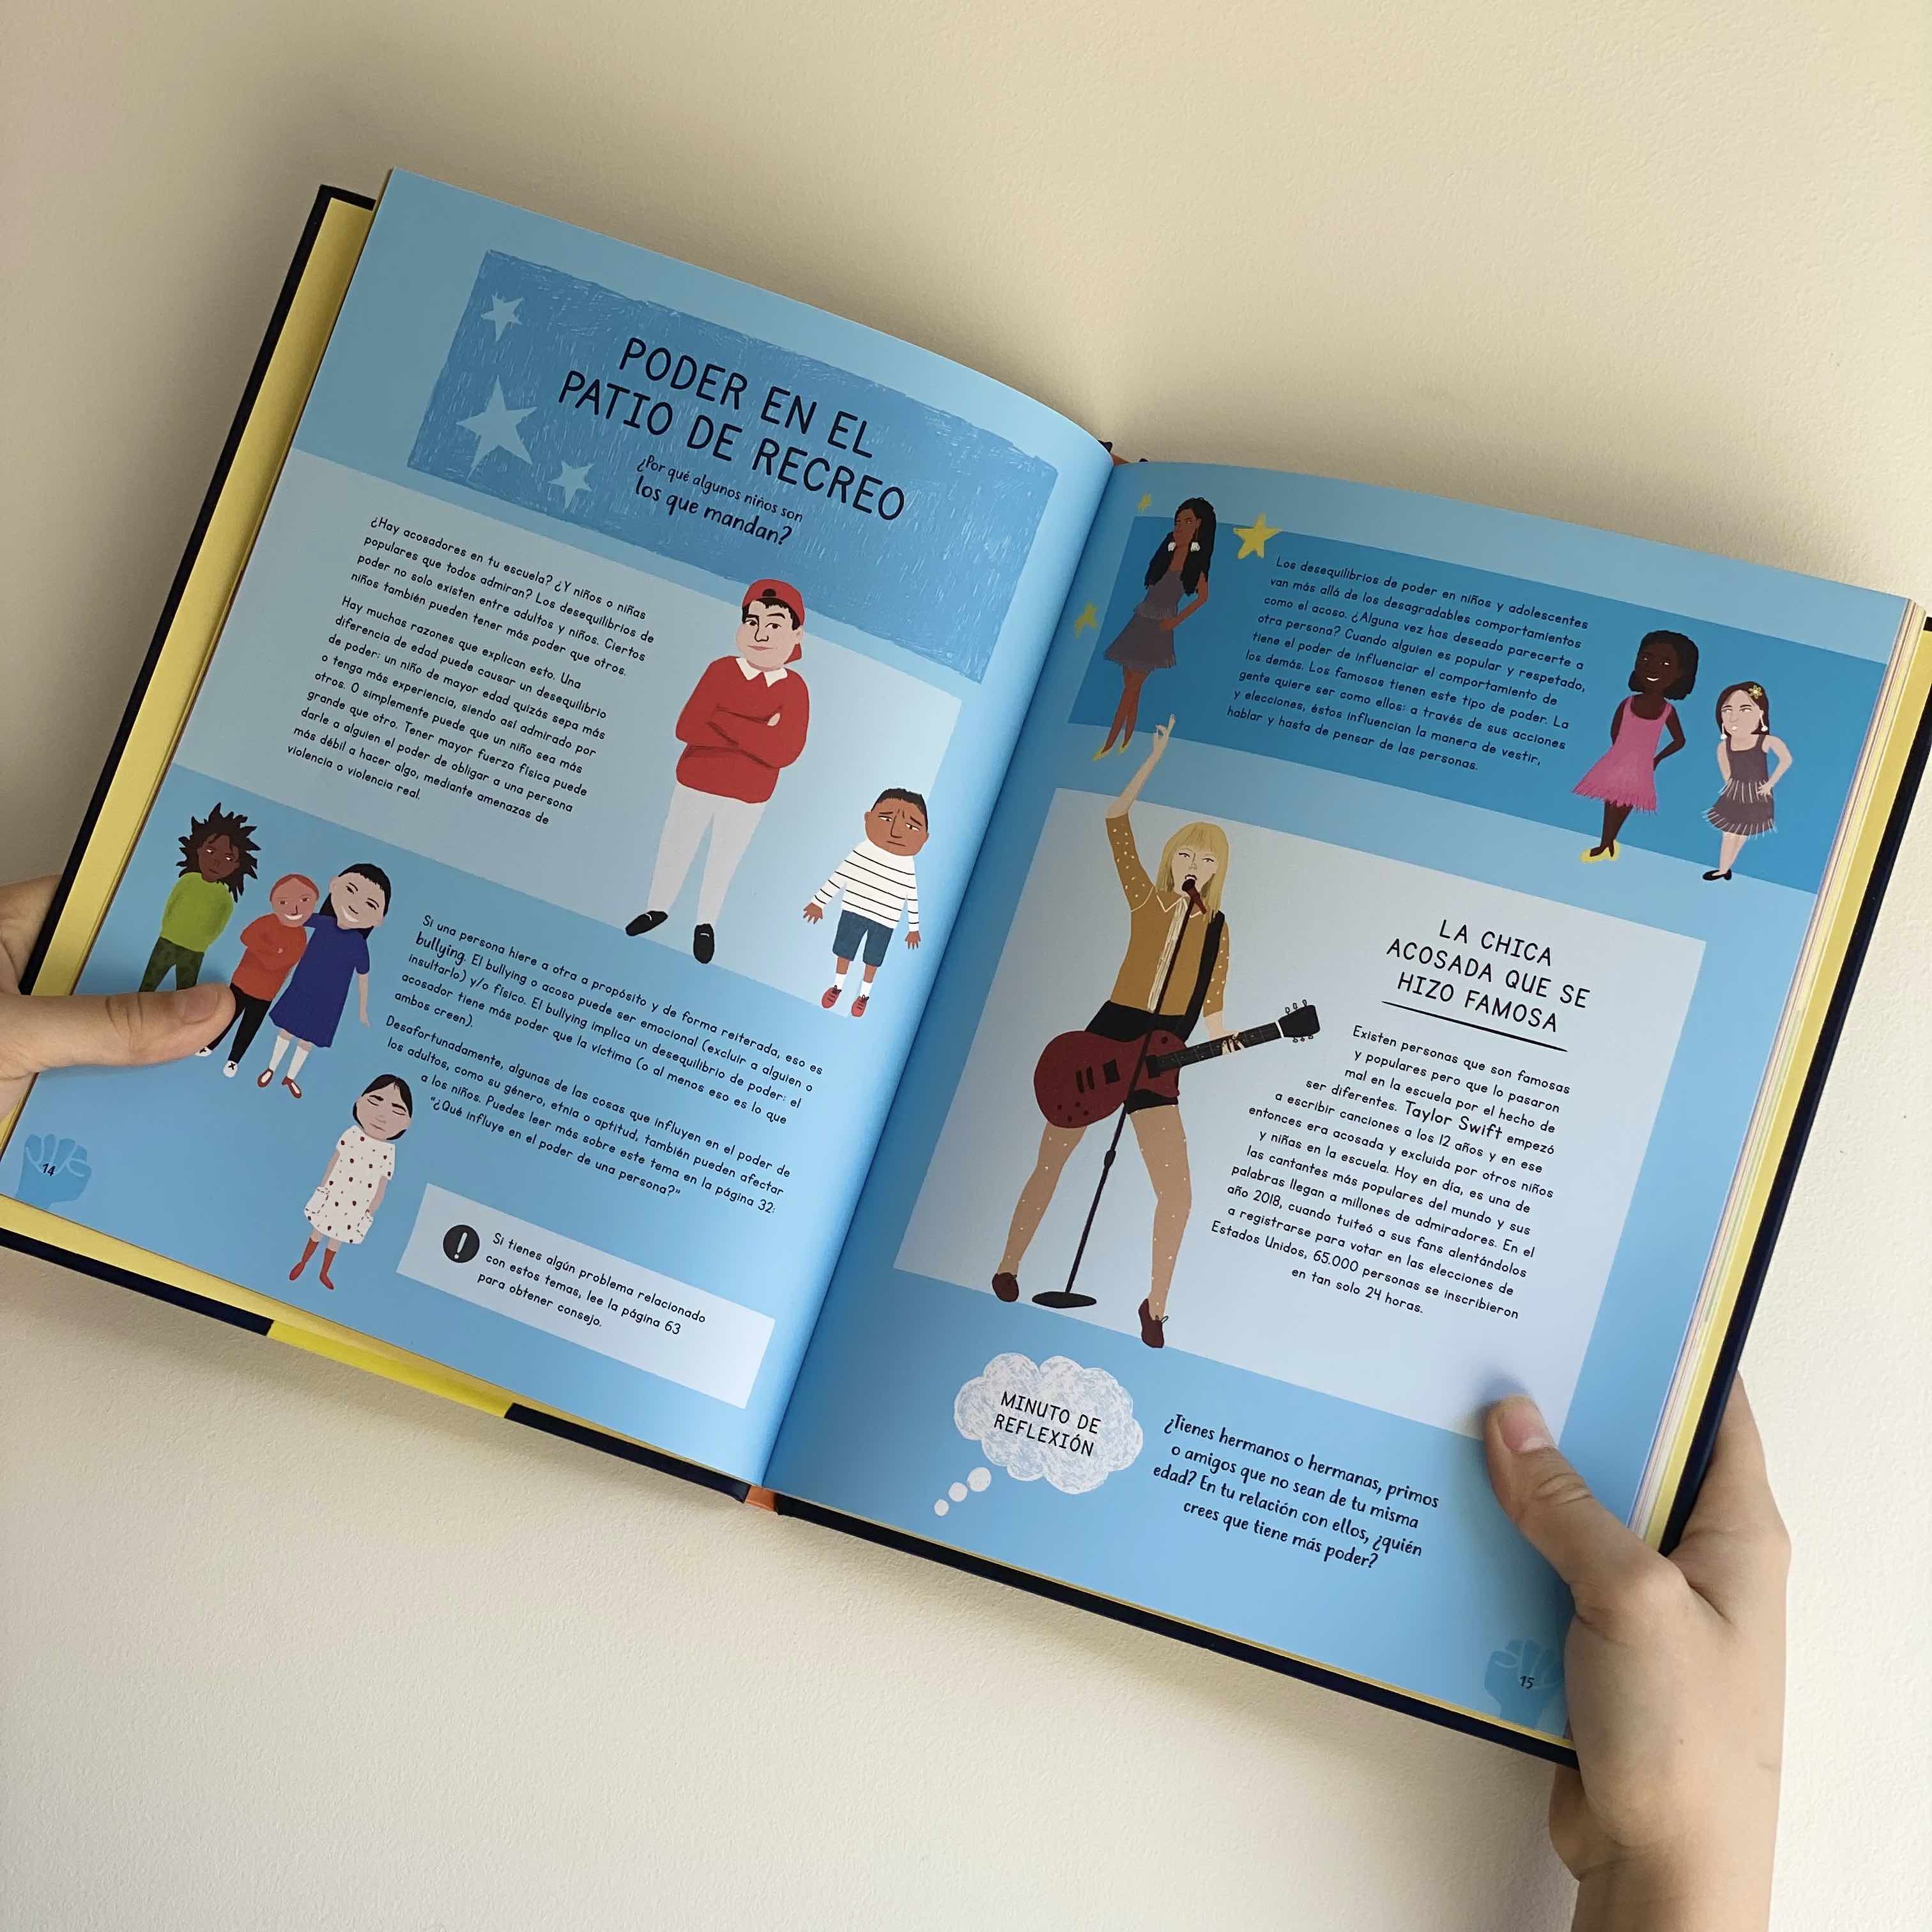 PODER EN EL
PATIO DE RECREO
¿Por qué algunos niños son
los que mandan?
¿Hay acosadores en tu escuela? ¿Y niños o niñas
populares que todos admiran? Los desequilibrios de
poder no solo existen entre adultos y niños. Ciertos
niños también pueden tener más poder que otros.
Hay muchas razones que explican esto. Una
diferencia de edad puede causar un desequilibrio
de poder: un niño de mayor edad quizás sepa más
o tenga más experiencia, siendo así admirado por
otros. O simplemente puede que un niño sea más
grande que otro. Tener mayor fuerza física puede
darle a alguien el poder de obligar a una persona
más débil a hacer algo, mediante amenazas de
violencia o violencia real.
Si una persona hiere a otra a propósito y de forma reiterada, eso es
bullying. El bullying o acoso puede ser emocional (excluir a alguien o
insultarlo) y/o físico. El bullying implica un desequilibrio de poder: el
acosador tiene más poder que la víctima (o al menos eso es lo que
ambos creen).
Desafortunadamente, algunas de las cosas que influyen en el poder de
los adultos, como su género, etnia o aptitud, también pueden afectar
a los niños. Puedes leer más sobre este tema en la página 32:
"¿Qué influye en el poder de una persona?"
!
Si tienes algún problema relacionado
con estos temas, lee la página 63
para obtener consejo.
14
Los desequilibrios de poder en niños y adolescentes
van más allá de los desagradables comportamientos
como el acoso. ¿Alguna vez has deseado parecerte a
otra persona? Cuando alguien es popular y respetado,
tiene el poder de influenciar el comportamiento de
los demás. Los famosos tienen este tipo de poder. La
gente quiere ser como ellos: a través de sus acciones
y elecciones, éstos influencian la manera de vestir,
hablar y hasta de pensar de las personas.
LA CHICA
ACOSADA QUE SE
HIZO FAMOSA
Existen personas que son famosas
y populares pero que lo pasaron
mal en la escuela por el hecho de
ser diferentes. Taylor Swift empezó
a escribir canciones a los 12 años y en ese
entonces era acosada y excluida por otros niños
y niñas en la escuela. Hoy en día, es una de
las cantantes más populares del mundo y sus
palabras llegan a millones de admiradores. En el
año 2018, cuando tuiteó a sus fans alentándolos
a registrarse para votar en las elecciones de
Estados Unidos, 65.000 personas se inscribieron
en tan solo 24 horas.
MINUTO DE
REFLEXIÓN
¿Tienes hermanos o hermanas, primos
o amigos que no sean de tu misma
edad? En tu relación con ellos, ¿quién
crees que tiene más poder?
15